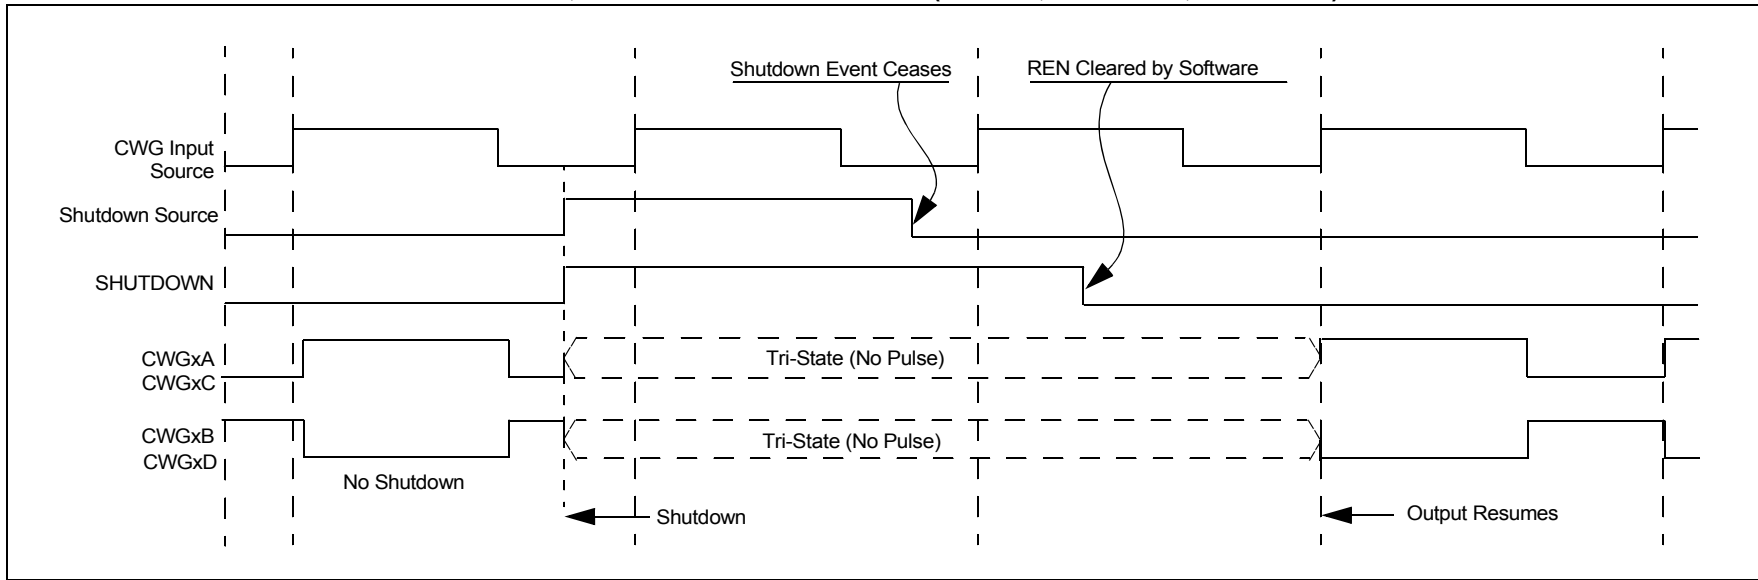 Shutdown Event Ceases
REN Cleared by Software
CWG Input
Source
Shutdown Source
SHUTDOWN
CWGxA
CWGxC
Tri-State (No Pulse)
CWGxB
CWGxD
Tri-State (No Pulse)
No Shutdown
Shutdown
Output Resumes